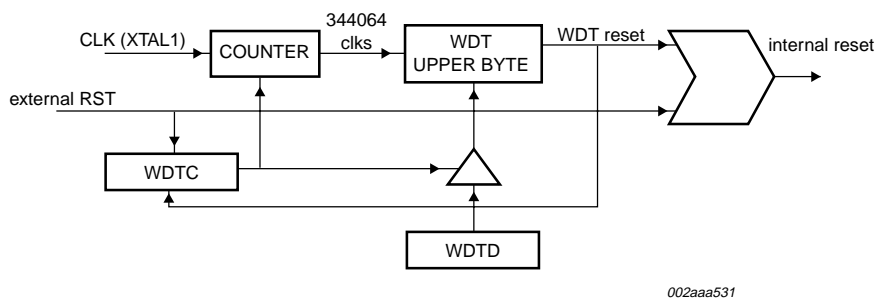 344064
clks
CLK (XTAL1)
COUNTER
WDT
UPPER BYTE
WDT reset
internal reset
external RST
WDTC
WDTD
002aaa531